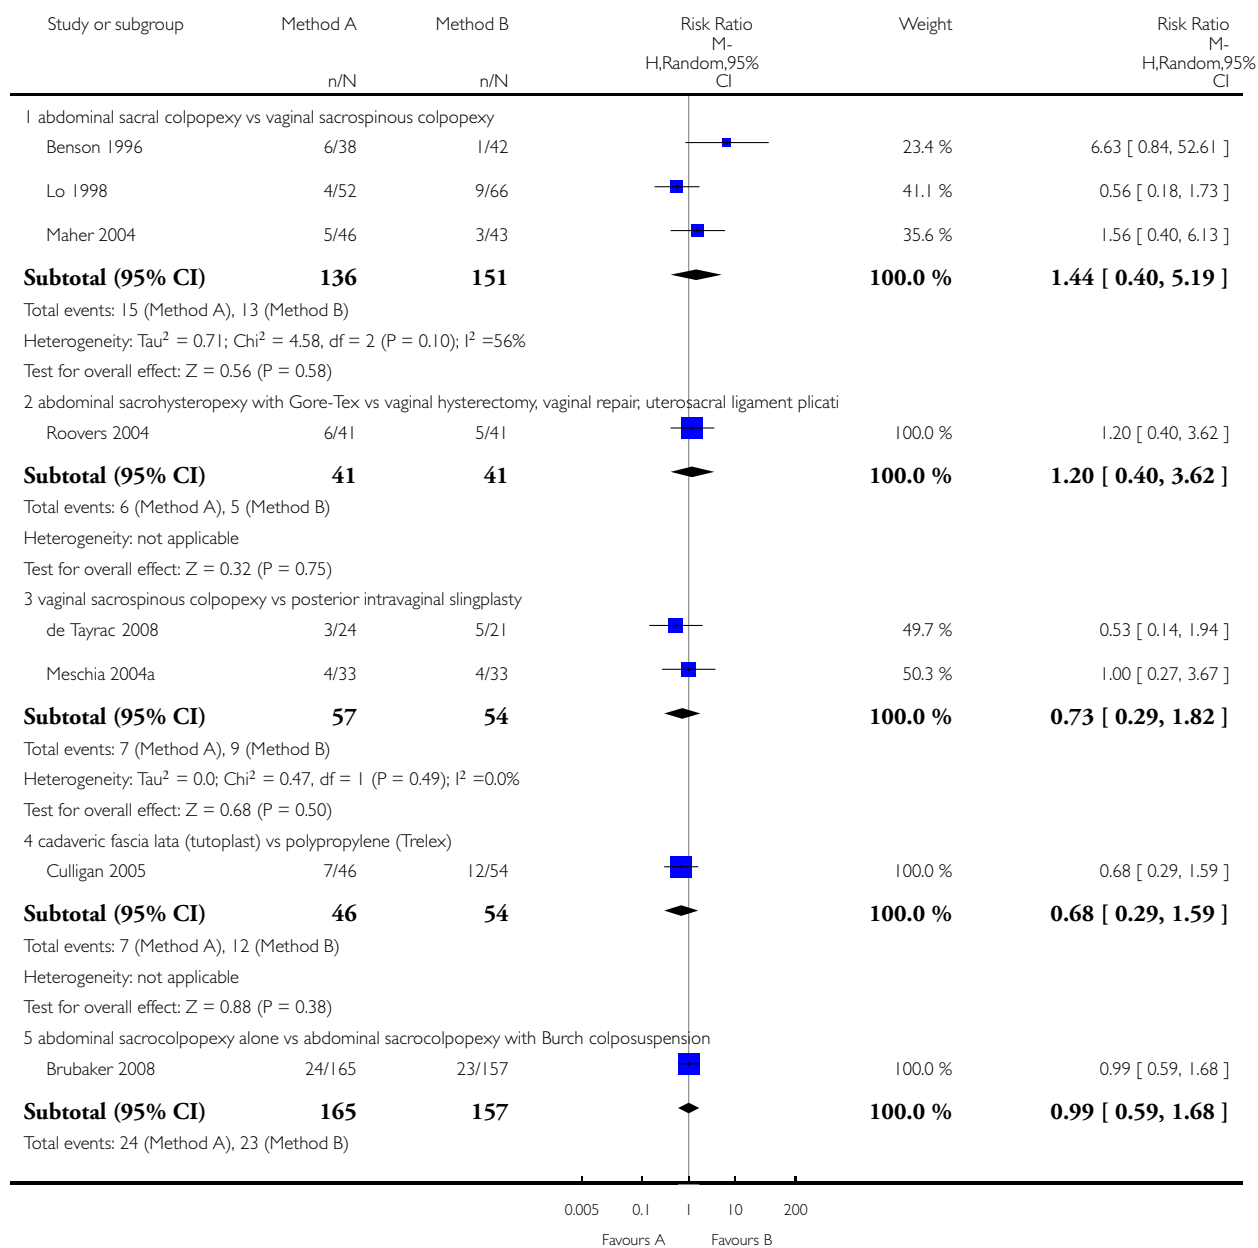 Study or subgroup Method A Method B Risk Ratio Weight Risk Ratio
M- M-
H,Random,95% H,Random,95%
n/N n/N CI CI
1 abdominal sacral colpopexy vs vaginal sacrospinous colpopexy
Benson 1996 6/38 1/42 23.4 % 6.63 [ 0.84, 52.61 ]
Lo 1998 4/52 9/66 41.1 % 0.56 [ 0.18, 1.73 ]
Maher 2004 5/46 3/43 35.6 % 1.56 [ 0.40, 6.13 ]
Subtotal (95% CI) 136 151 100.0 % 1.44 [ 0.40, 5.19 ]
Total events: 15 (Method A), 13 (Method B)
Heterogeneity: Tau² = 0.71; Chi² = 4.58, df = 2 (P = 0.10); I² =56%
Test for overall effect: Z = 0.56 (P = 0.58)
2 abdominal sacrohysteropexy with Gore-Tex vs vaginal hysterectomy, vaginal repair, uterosacral ligament plicati
Roovers 2004 6/41 5/41 100.0 % 1.20 [ 0.40, 3.62 ]
Subtotal (95% CI) 41 41 100.0 % 1.20 [ 0.40, 3.62 ]
Total events: 6 (Method A), 5 (Method B)
Heterogeneity: not applicable
Test for overall effect: Z = 0.32 (P = 0.75)
3 vaginal sacrospinous colpopexy vs posterior intravaginal slingplasty
de Tayrac 2008 3/24 5/21 49.7 % 0.53 [ 0.14, 1.94 ]
Meschia 2004a 4/33 4/33 50.3 % 1.00 [ 0.27, 3.67 ]
Subtotal (95% CI) 57 54 100.0 % 0.73 [ 0.29, 1.82 ]
Total events: 7 (Method A), 9 (Method B)
Heterogeneity: Tau² = 0.0; Chi² = 0.47, df = 1 (P = 0.49); I² =0.0%
Test for overall effect: Z = 0.68 (P = 0.50)
4 cadaveric fascia lata (tutoplast) vs polypropylene (Trelex)
Culligan 2005 7/46 12/54 100.0 % 0.68 [ 0.29, 1.59 ]
Subtotal (95% CI) 46 54 100.0 % 0.68 [ 0.29, 1.59 ]
Total events: 7 (Method A), 12 (Method B)
Heterogeneity: not applicable
Test for overall effect: Z = 0.88 (P = 0.38)
5 abdominal sacrocolpopexy alone vs abdominal sacrocolpopexy with Burch colposuspension
Brubaker 2008 24/165 23/157 100.0 % 0.99 [ 0.59, 1.68 ]
Subtotal (95% CI) 165 157 100.0 % 0.99 [ 0.59, 1.68 ]
Total events: 24 (Method A), 23 (Method B)
0.005 0.1 1 10 200
Favours A Favours B